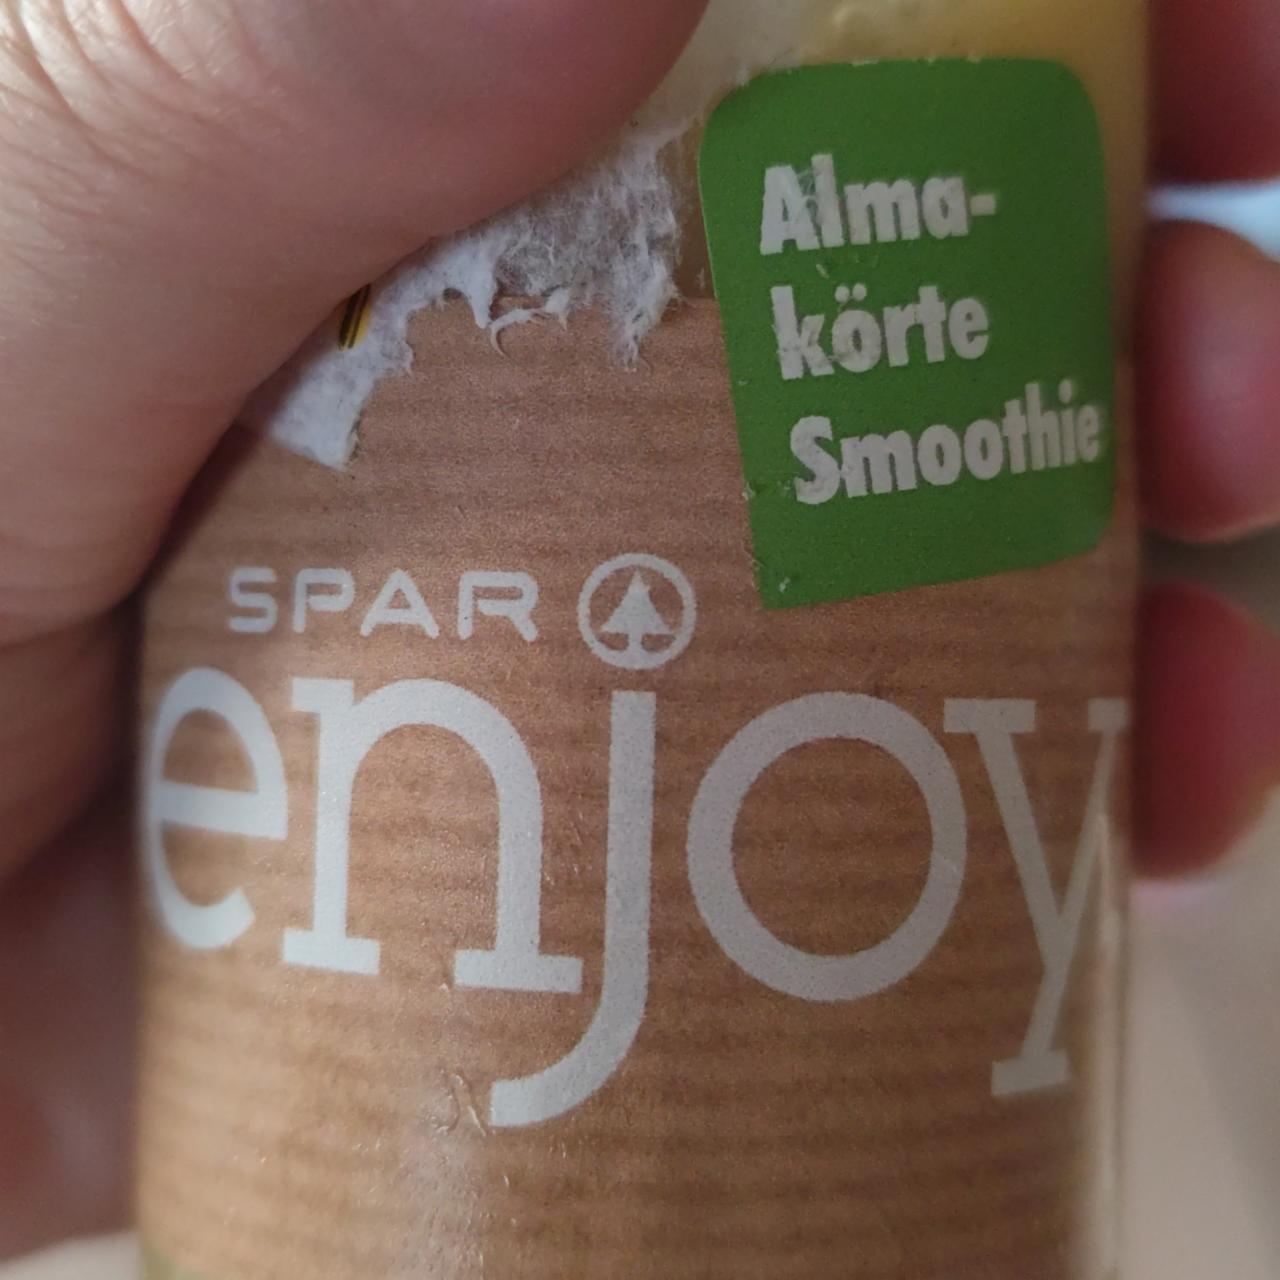 Alma-
körte
Smoothie
SPAR
enjoy